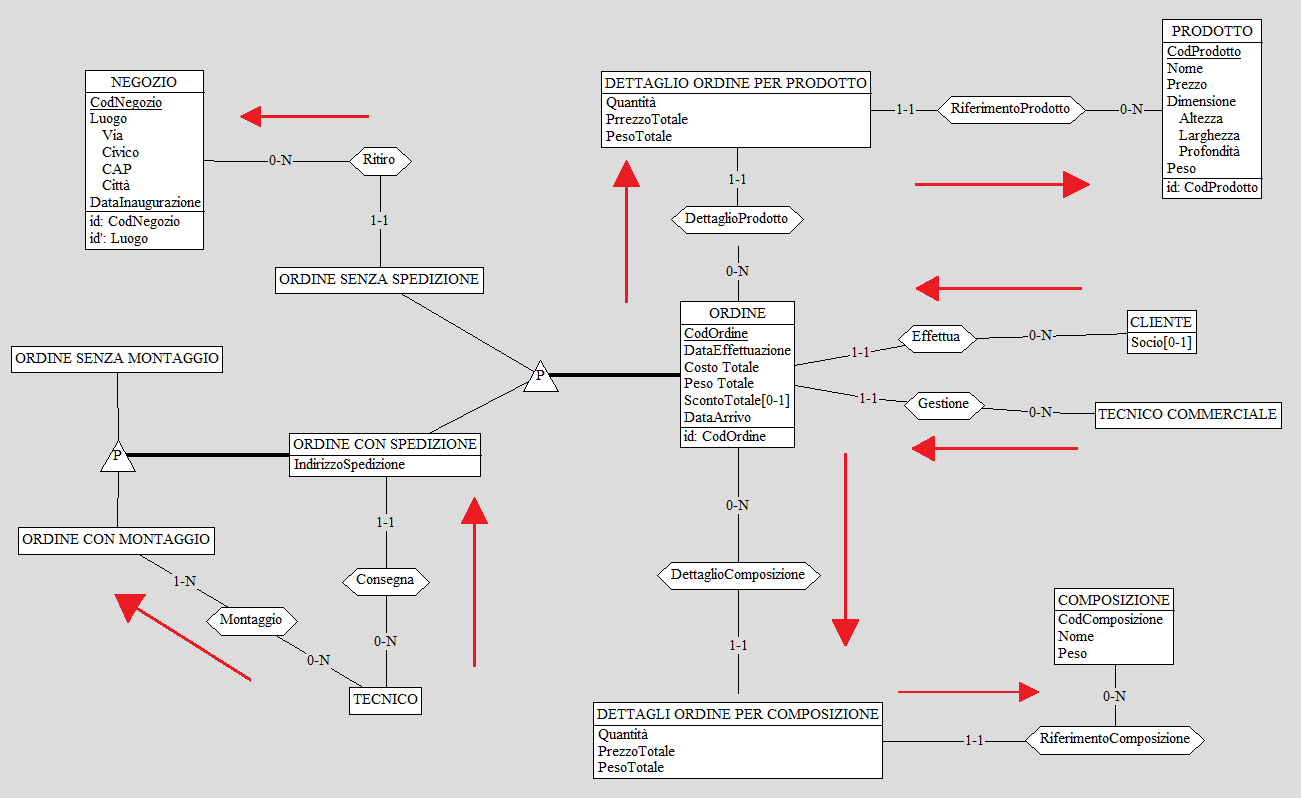 PRODOTTO
CodProdotto
Nome
Prezzo
Dimensione
Altezza
Larghezza
Profondità
Peso
id: CodProdotto
NEGOZIO
CodNegozio
Luogo
Via
Civico
CAP
Città
DataInaugurazione
id: CodNegozio
id': Luogo
DETTAGLIO ORDINE PER PRODOTTO
Quantità
PrrezzoTotale
PesoTotale
1-1
RiferimentoProdotto
0-N
0-N
Ritiro
1-1
1-1
DettaglioProdotto
0-N
ORDINE SENZA SPEDIZIONE
ORDINE
CodOrdine
DataEffettuazione
Costo Totale
Peso Totale
ScontoTotale[0-1]
DataArrivo
id: CodOrdine
1-1
Effettua
0-N
CLIENTE
Socio[0-1]
1-1
Gestione
0-N
TECNICO COMMERCIALE
ORDINE SENZA MONTAGGIO
P
P
ORDINE CON SPEDIZIONE
IndirizzoSpedizione
ORDINE CON MONTAGGIO
1-1
Consegna
0-N
1-N
Montaggio
0-N
TECNICO
0-N
DettaglioComposizione
1-1
COMPOSIZIONE
CodComposizione
Nome
Peso
0-N
DETTAGLI ORDINE PER COMPOSIZIONE
Quantità
PrezzoTotale
PesoTotale
1-1
RiferimentoComposizione